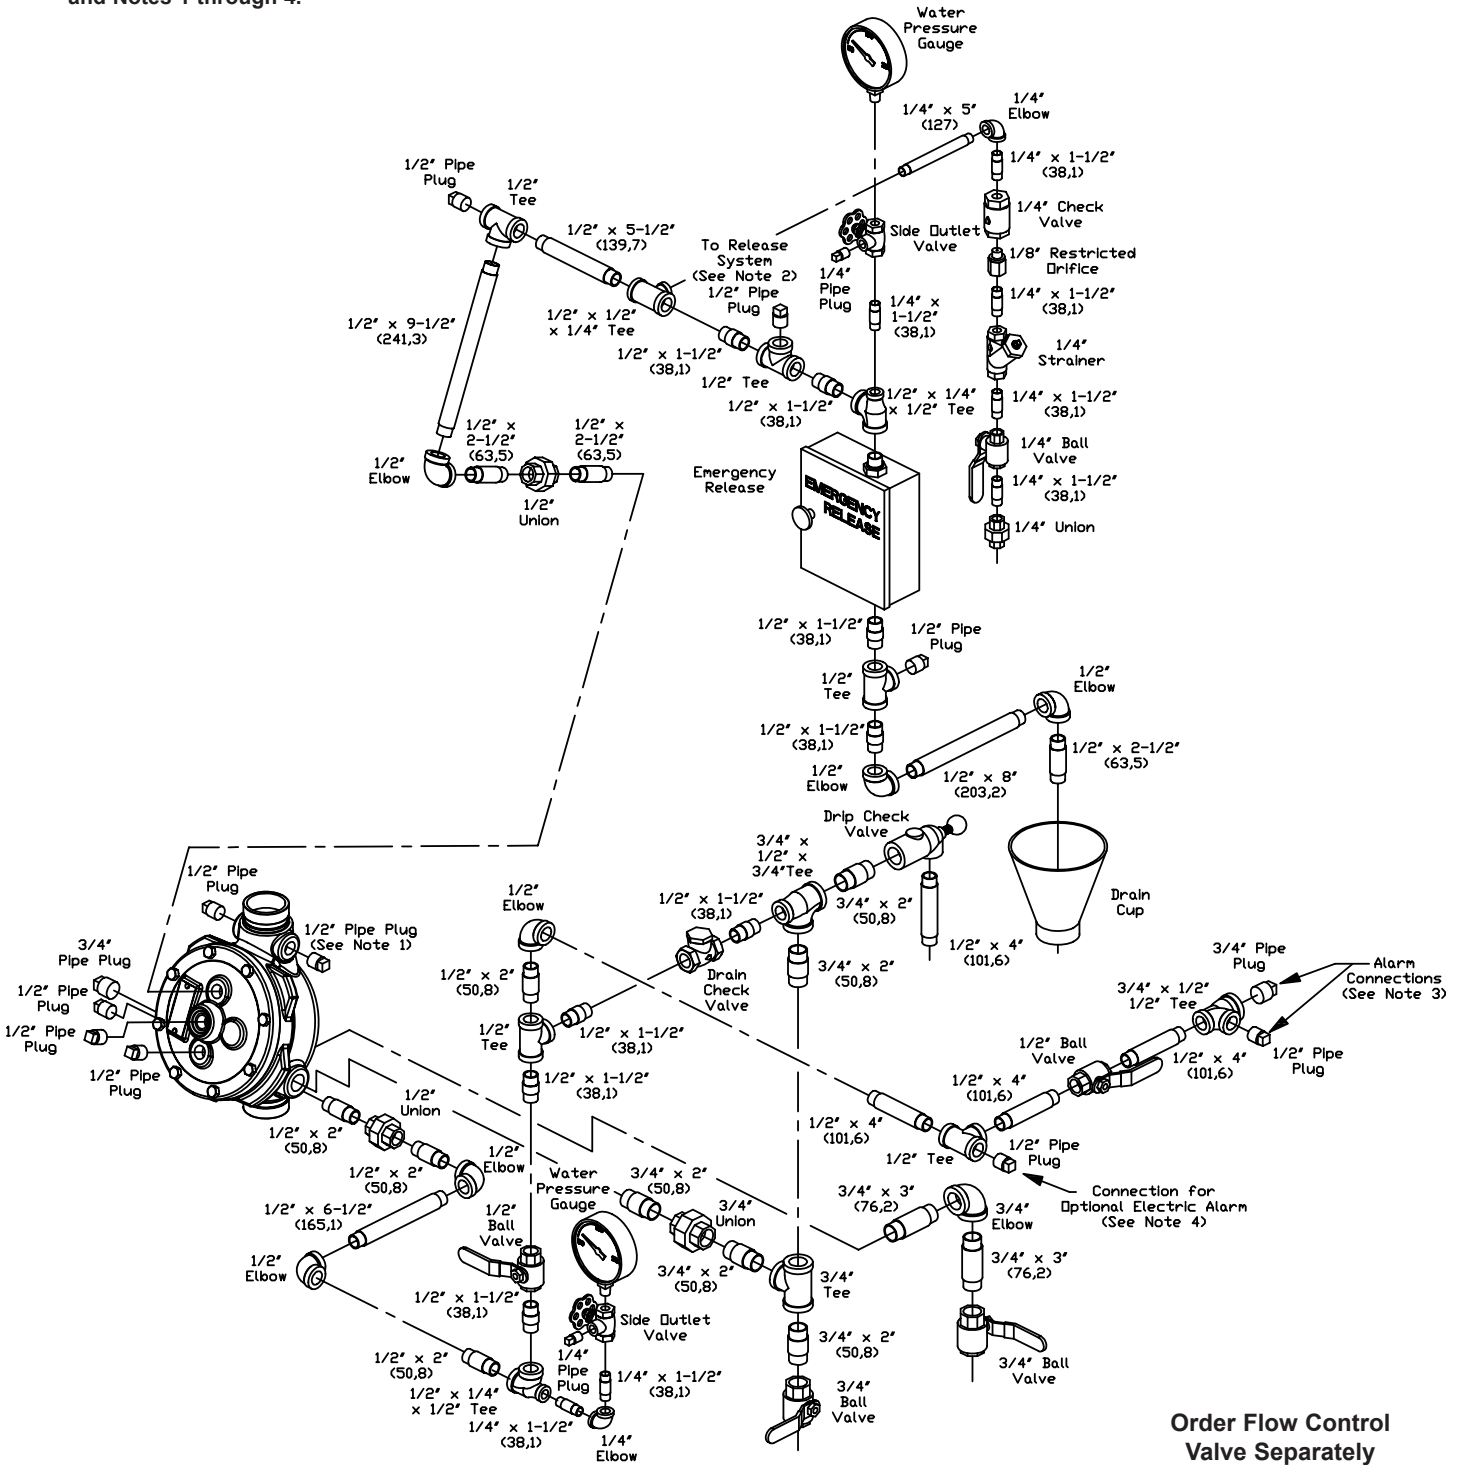 and Notes 1 through 4.
Water
Pressure
Gauge
1/4" x 5"
(127)
1/4"
Elbow
1/4" x 1-1/2"
(38,1)
1/4" Check
Valve
1/8" Restricted
Orifice
1/4" x 1-1/2"
(38,1)
1/4"
Strainer
1/4" x 1-1/2"
(38,1)
1/4" Ball
Valve
1/4" x 1-1/2"
(38,1)
1/4" Union
Side Outlet
Valve
1/4"
Pipe
Plug
1/4" x
1-1/2"
(38,1)
1/2" x 1/4"
x 1/2" Tee
1/2" Pipe
Plug
1/2"
Tee
1/2" x 5-1/2"
(139,7)
To Release
System
(See Note 2)
1/2" Pipe
Plug
1/2" x 1/2"
x 1/4" Tee
1/2" x 1-1/2"
(38,1)
1/2" Tee
1/2" x 1-1/2"
(38,1)
1/2" x 9-1/2"
(241,3)
1/2"
Elbow
1/2" x
2-1/2"
(63,5)
1/2" x
2-1/2"
(63,5)
1/2"
Union
Emergency
Release
EMERGENCY
RELEASE
1/2" x 1-1/2"
(38,1)
1/2" Pipe
Plug
1/2"
Tee
1/2" x 1-1/2"
(38,1)
1/2"
Elbow
1/2" x 8"
(203,2)
1/2"
Elbow
1/2" x 2-1/2"
(63,5)
Drain
Cup
Drip Check
Valve
3/4" x
1/2" x
3/4"Tee
3/4" x 2"
(50,8)
1/2" x 4"
(101,6)
1/2" x 1-1/2"
(38,1)
Drain
Check
Valve
3/4" x 2"
(50,8)
1/2" Pipe
Plug
1/2" Pipe Plug
(See Note 1)
3/4"
Pipe Plug
1/2" Pipe
Plug
1/2" Pipe
Plug
1/2" Pipe
Plug
1/2"
Elbow
1/2" x 2"
(50,8)
1/2"
Tee
1/2" x 1-1/2"
(38,1)
1/2" x 1-1/2"
(38,1)
3/4" Pipe
Plug
Alarm
Connections
(See Note 3)
3/4" x 1/2"
1/2" Tee
1/2" Pipe
Plug
1/2" x 4"
(101,6)
1/2" Ball
Valve
1/2" x 4"
(101,6)
1/2" x 4"
(101,6)
1/2" Tee
1/2" Pipe
Plug
Connection for
Optional Electric Alarm
(See Note 4)
1/2"
Union
1/2" x 2"
(50,8)
1/2" x 2"
(50,8)
1/2"
Elbow
1/2" x 6-1/2"
(165,1)
1/2"
Elbow
1/2"
Ball
Valve
Water
Pressure
Gauge
3/4" x 2"
(50,8)
3/4"
Union
3/4" x 2"
(50,8)
3/4"
Tee
3/4" x 3"
(76,2)
3/4"
Elbow
3/4" x 3"
(76,2)
3/4" Ball
Valve
1/2" x 1-1/2"
(38,1)
Side Outlet
Valve
1/4"
Pipe
Plug
1/4" x 1-1/2"
(38,1)
3/4" x 2"
(50,8)
3/4"
Ball
Valve
1/2" x 2"
(50,8)
1/2" x 1/4"
x 1/2" Tee
1/4" x 1-1/2"
(38,1)
1/4"
Elbow
Order Flow Control
Valve Separately